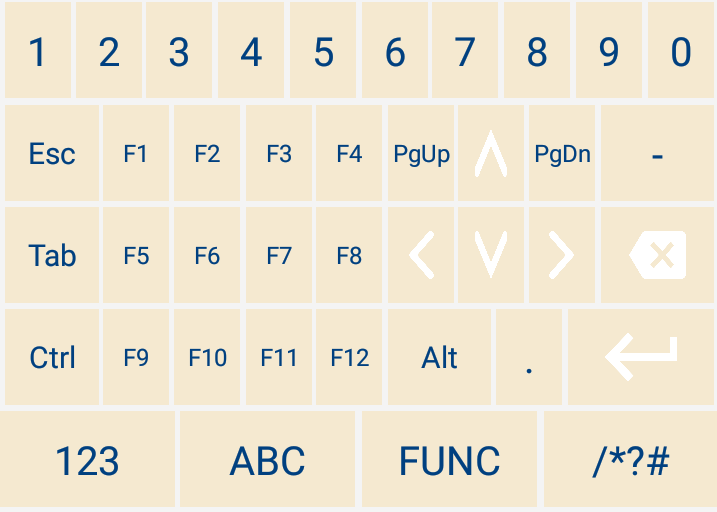 1 2 3 4 5 6 7 8 9 0
Esc F1 F2 F3 F4 PgUp PgDn -
Tab F5 F6 F7 F8
Ctrl F9 F10 F11 F12 Alt .
123 ABC FUNC /*?#